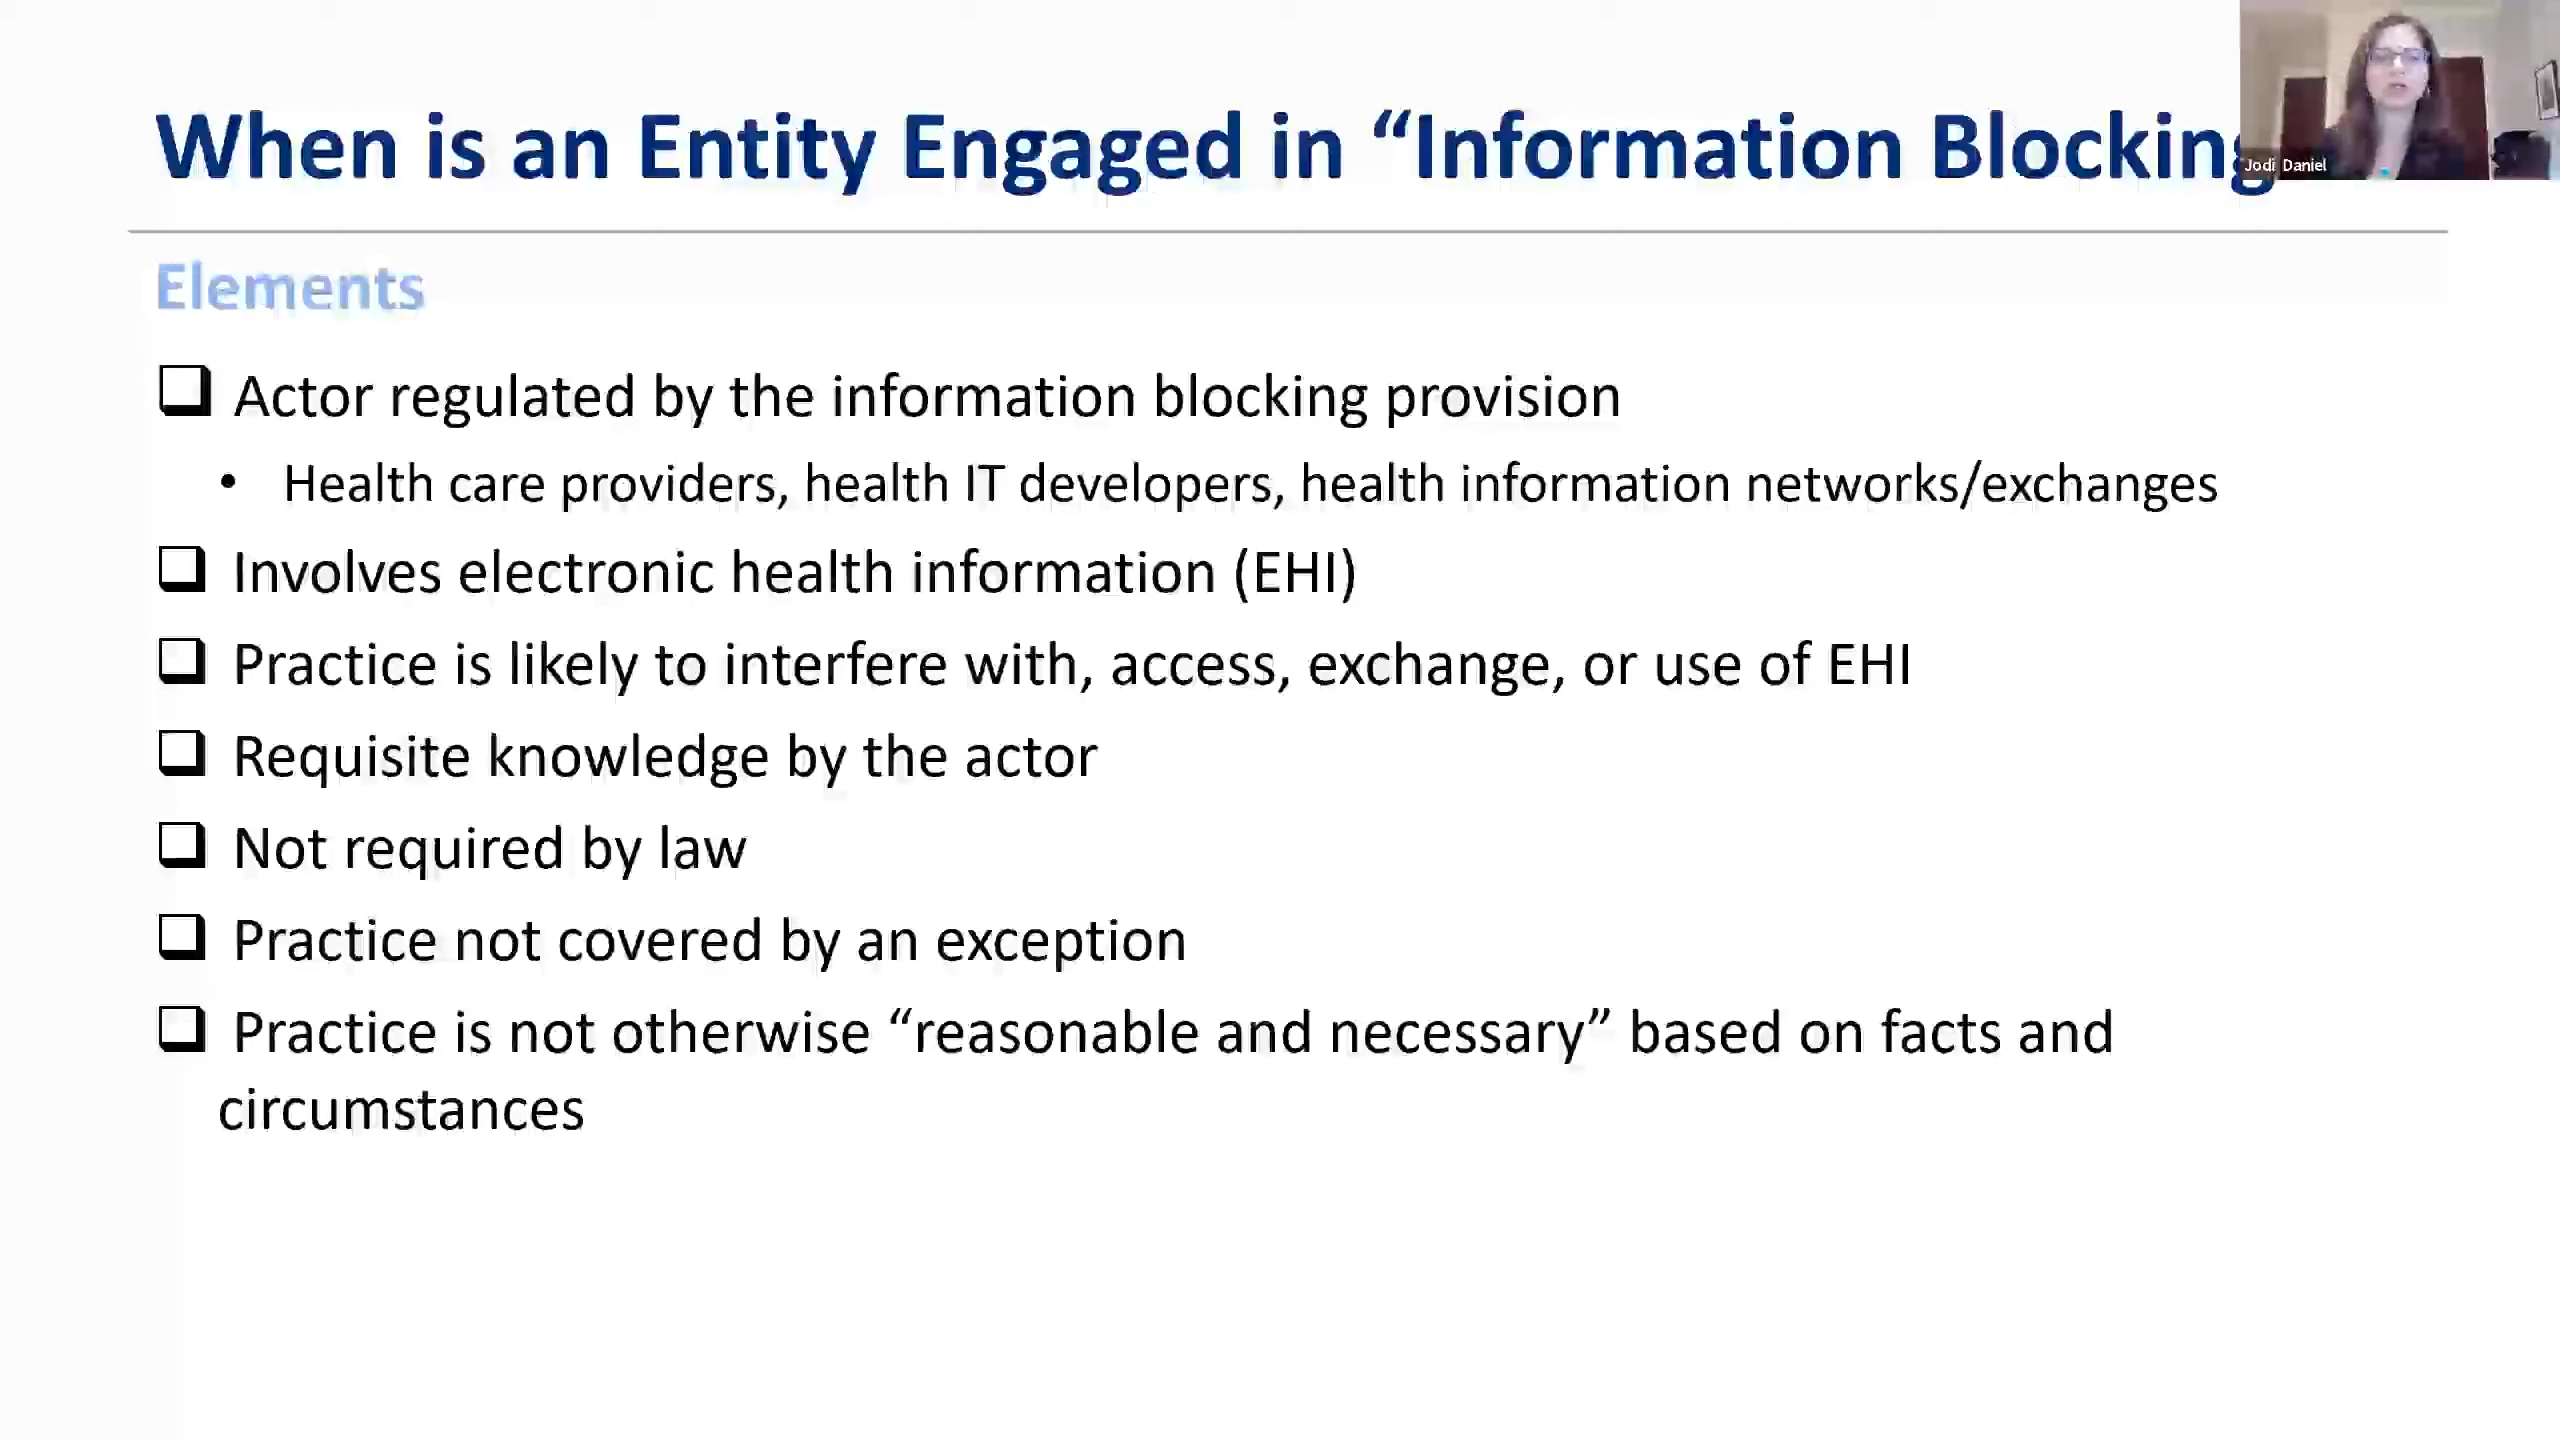 When is an Entity Engaged in “Information Blocking
Jodi Daniel
Elements
Actor regulated by the information blocking provision
• Health care providers, health IT developers, health information networks/exchanges
Involves electronic health information (EHI)
Practice is likely to interfere with, access, exchange, or use of EHI
Requisite knowledge by the actor
Not required by law
Practice not covered by an exception
Practice is not otherwise “reasonable and necessary” based on facts and
circumstances